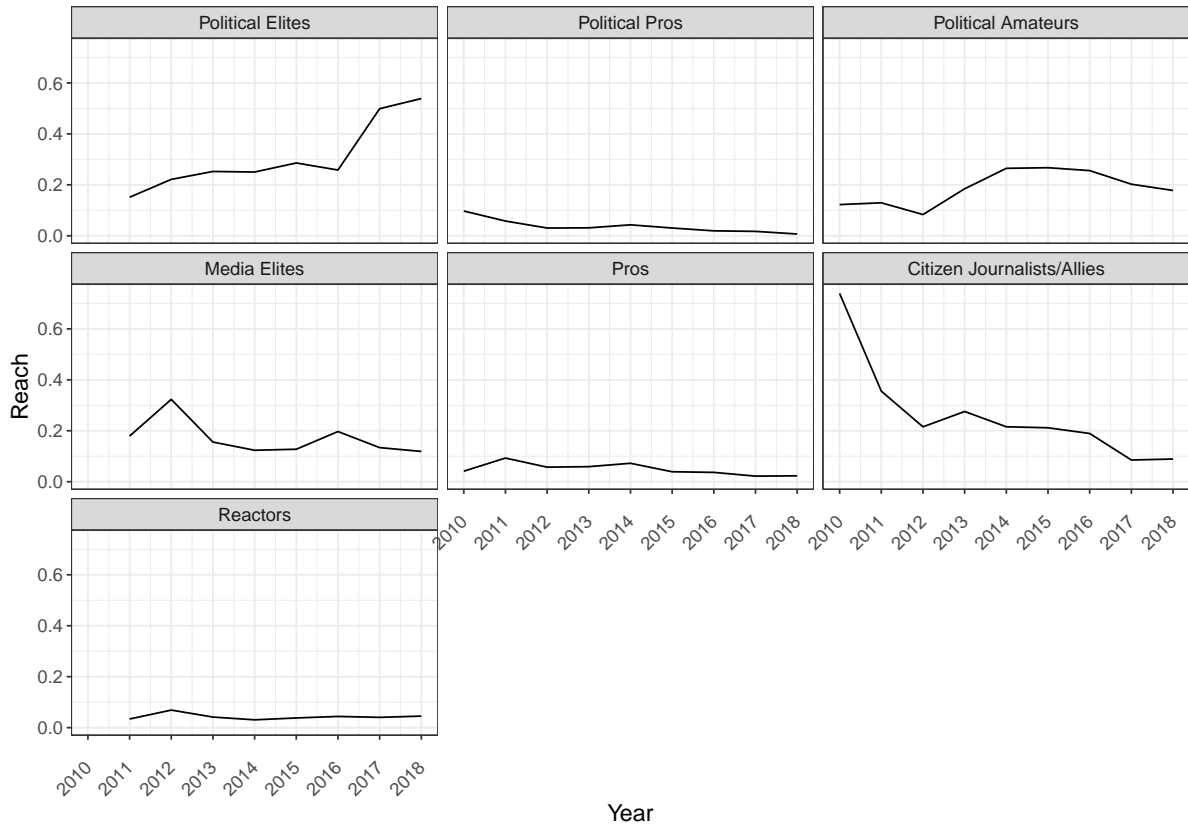 Political Elites
Political Pros
Political Amateurs
0.6
0.4
0.2
0.0
Media Elites
Pros
Citizen Journalists/Allies
0.6
0.4
0.2
0.0
Reach
Reactors
2010 2011 2012 2013 2014 2015 2016 2017 2018
2010 2011 2012 2013 2014 2015 2016 2017 2018
0.6
0.4
0.2
0.0
2010 2011 2012 2013 2014 2015 2016 2017 2018
Year